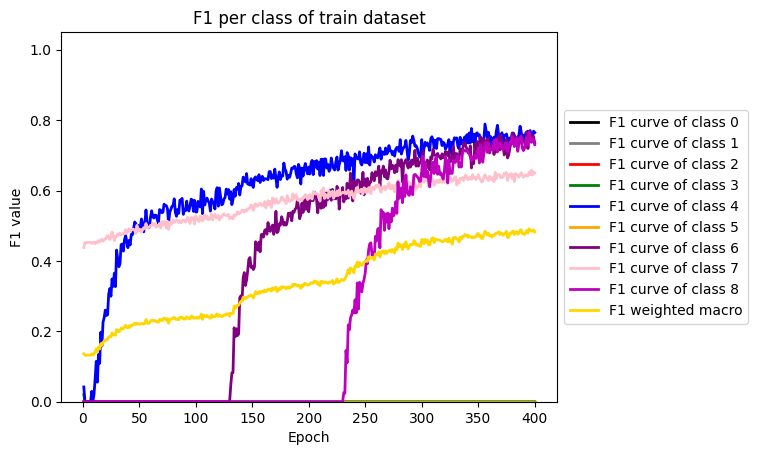 F1 per class of train dataset
F1 value
1.0
0.8
0.6
0.4
0.2
0.0
0
50
100
150
200
250
300
350
400
Epoch
F1 curve of class 0
F1 curve of class 1
F1 curve of class 2
F1 curve of class 3
F1 curve of class 4
F1 curve of class 5
F1 curve of class 6
F1 curve of class 7
F1 curve of class 8
F1 weighted macro